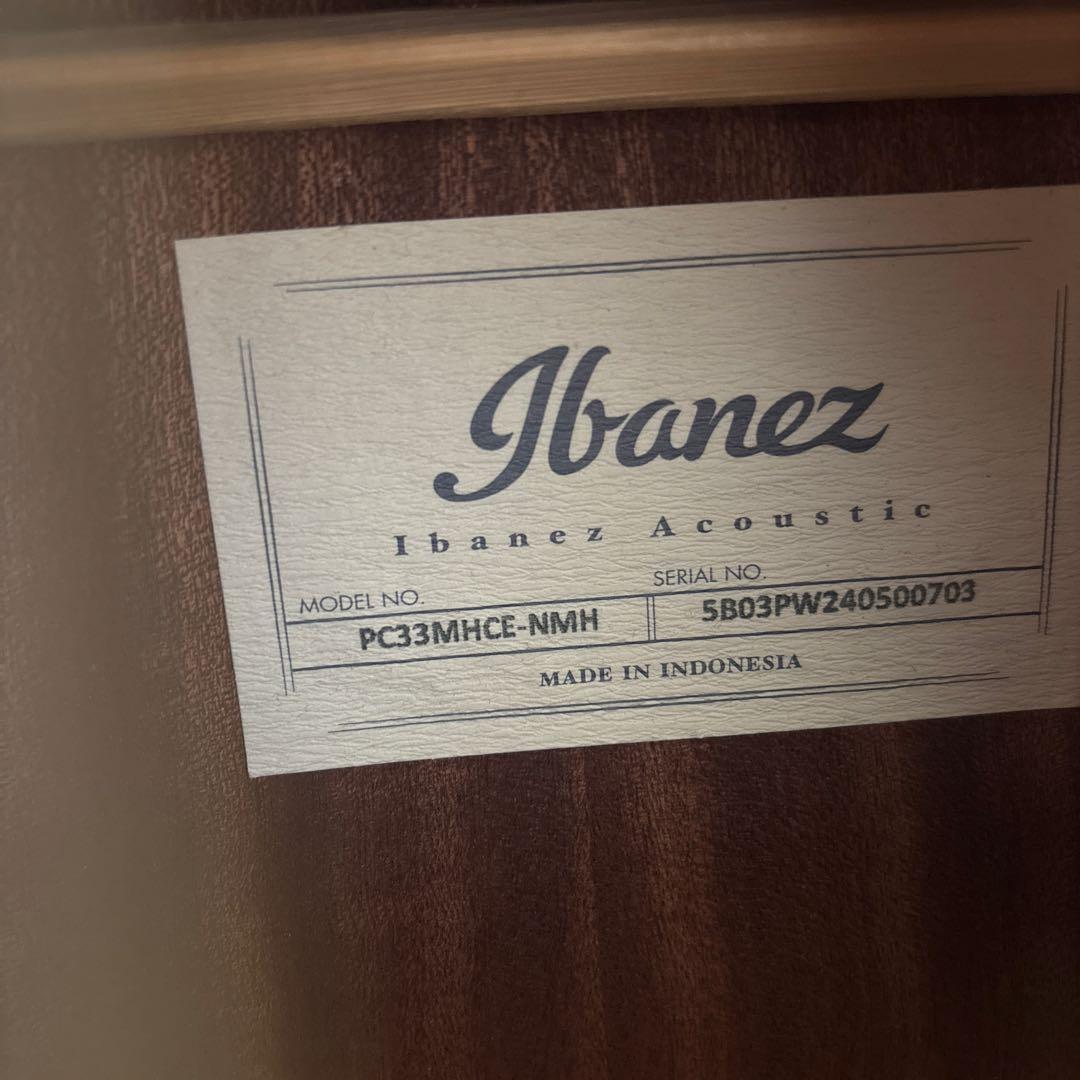 Ibanez
Ibanez Acoustic
MODEL NO. SERIAL NO.
PC33MHCE-NMH 5B03PW240500703
MADE IN INDONESIA